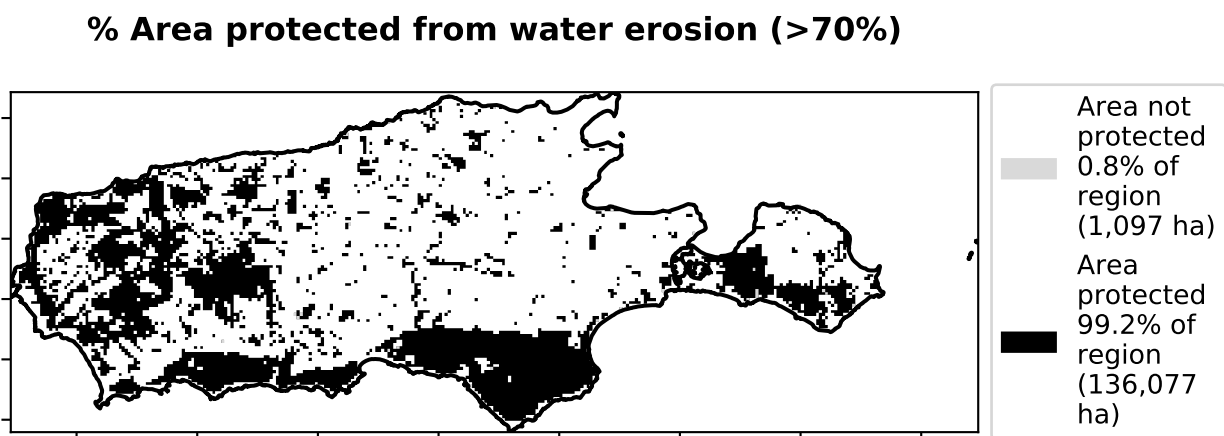 % Area protected from water erosion (>70%)
Area not
protected
0.8% of
region
(1,097 ha)
Area
protected
99.2% of
region
(136,077
ha)